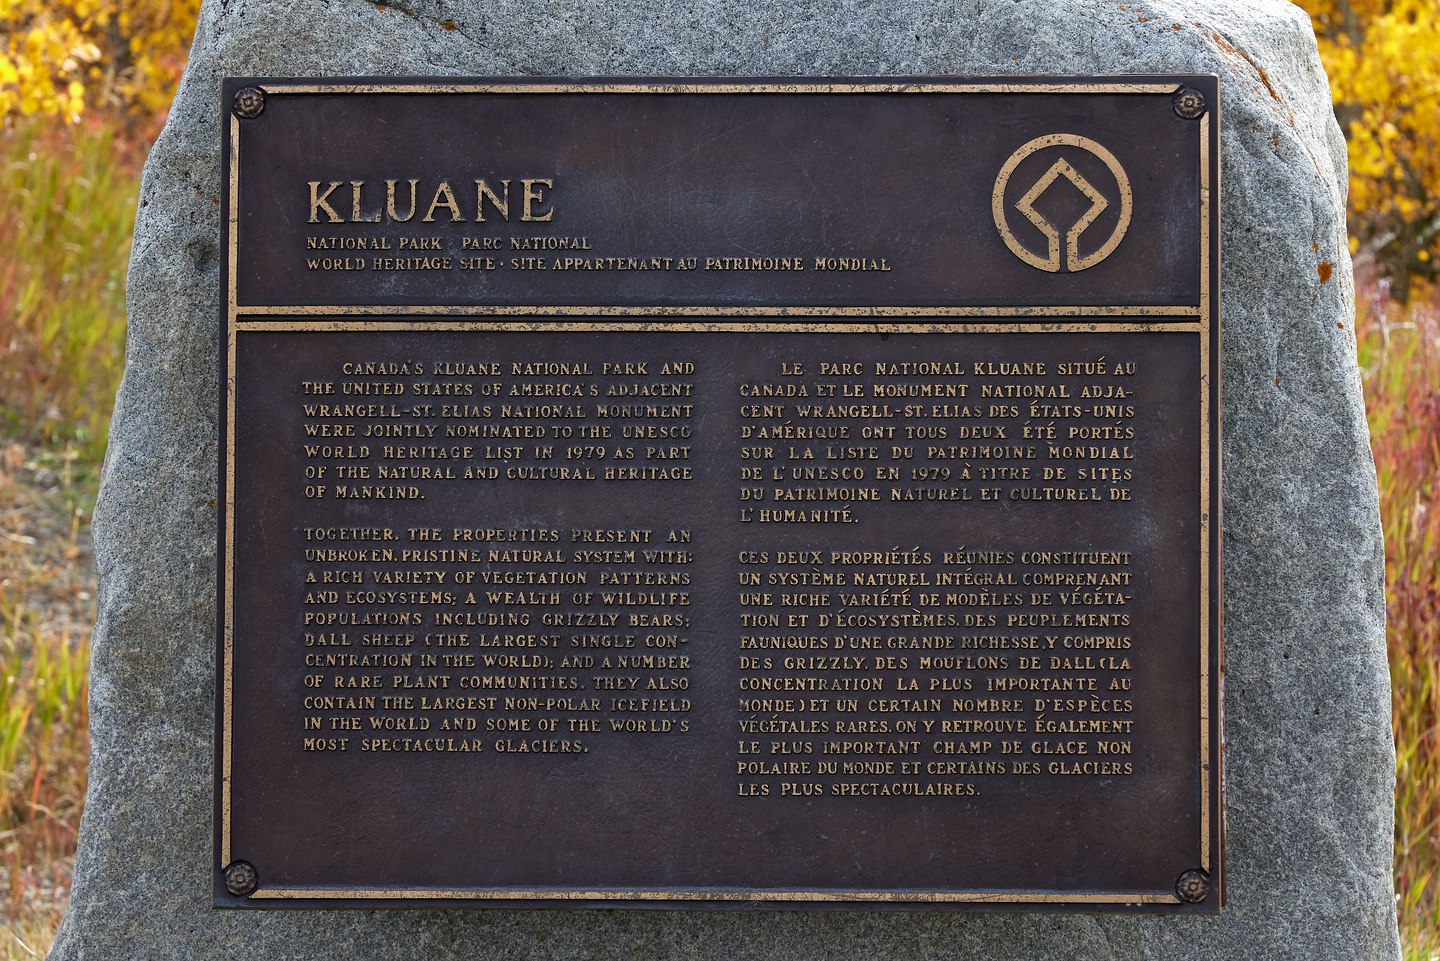 KLUANE
NATIONAL PARK · PARC NATIONAL
WORLD HERITAGE SITE · SITE APPARTENANT AU PATRIMOINE MONDIAL
CANADA'S KLUANE NATIONAL PARK AND
THE UNITED STATES OF AMERICA'S ADJACENT
WRANGELL-ST. ELIAS NATIONAL MONUMENT
WERE JOINTLY NOMINATED TO THE UNESCO
WORLD HERITAGE LIST IN 1979 AS PART
OF THE NATURAL AND CULTURAL HERITAGE
OF MANKIND.
TOGETHER, THE PROPERTIES PRESENT AN
UNBROKEN, PRISTINE NATURAL SYSTEM WITH:
A RICH VARIETY OF VEGETATION PATTERNS
AND ECOSYSTEMS; A WEALTH OF WILDLIFE
POPULATIONS INCLUDING GRIZZLY BEARS;
DALL SHEEP (THE LARGEST SINGLE CON-
CENTRATION IN THE WORLD); AND A NUMBER
OF RARE PLANT COMMUNITIES. THEY ALSO
CONTAIN THE LARGEST NON-POLAR ICEFIELD
IN THE WORLD AND SOME OF THE WORLD'S
MOST SPECTACULAR GLACIERS.
LE PARC NATIONAL KLUANE SITUÉ AU
CANADA ET LE MONUMENT NATIONAL ADJA-
CENT WRANGELL-ST. ELIAS DES ÉTATS-UNIS
D'AMÉRIQUE ONT TOUS DEUX ÉTÉ PORTÉS
SUR LA LISTE DU PATRIMOINE MONDIAL
DE L'UNESCO EN 1979 À TITRE DE SITES
DU PATRIMOINE NATUREL ET CULTUREL DE
L'HUMANITÉ.
CES DEUX PROPRIÉTÉS RÉUNIES CONSTITUENT
UN SYSTÈME NATUREL INTÉGRAL COMPRENANT
UNE RICHE VARIÉTÉ DE MODÈLES DE VÉGÉTA-
TION ET D'ÉCOSYSTÈMES, DES PEUPLEMENTS
FAUNIQUES D'UNE GRANDE RICHESSE, Y COMPRIS
DES GRIZZLY, DES MOUFLONS DE DALL (LA
CONCENTRATION LA PLUS IMPORTANTE AU
MONDE) ET UN CERTAIN NOMBRE D'ESPÈCES
VÉGÉTALES RARES. ON Y RETROUVE ÉGALEMENT
LE PLUS IMPORTANT CHAMP DE GLACE NON
POLAIRE DU MONDE ET CERTAINS DES GLACIERS
LES PLUS SPECTACULAIRES.